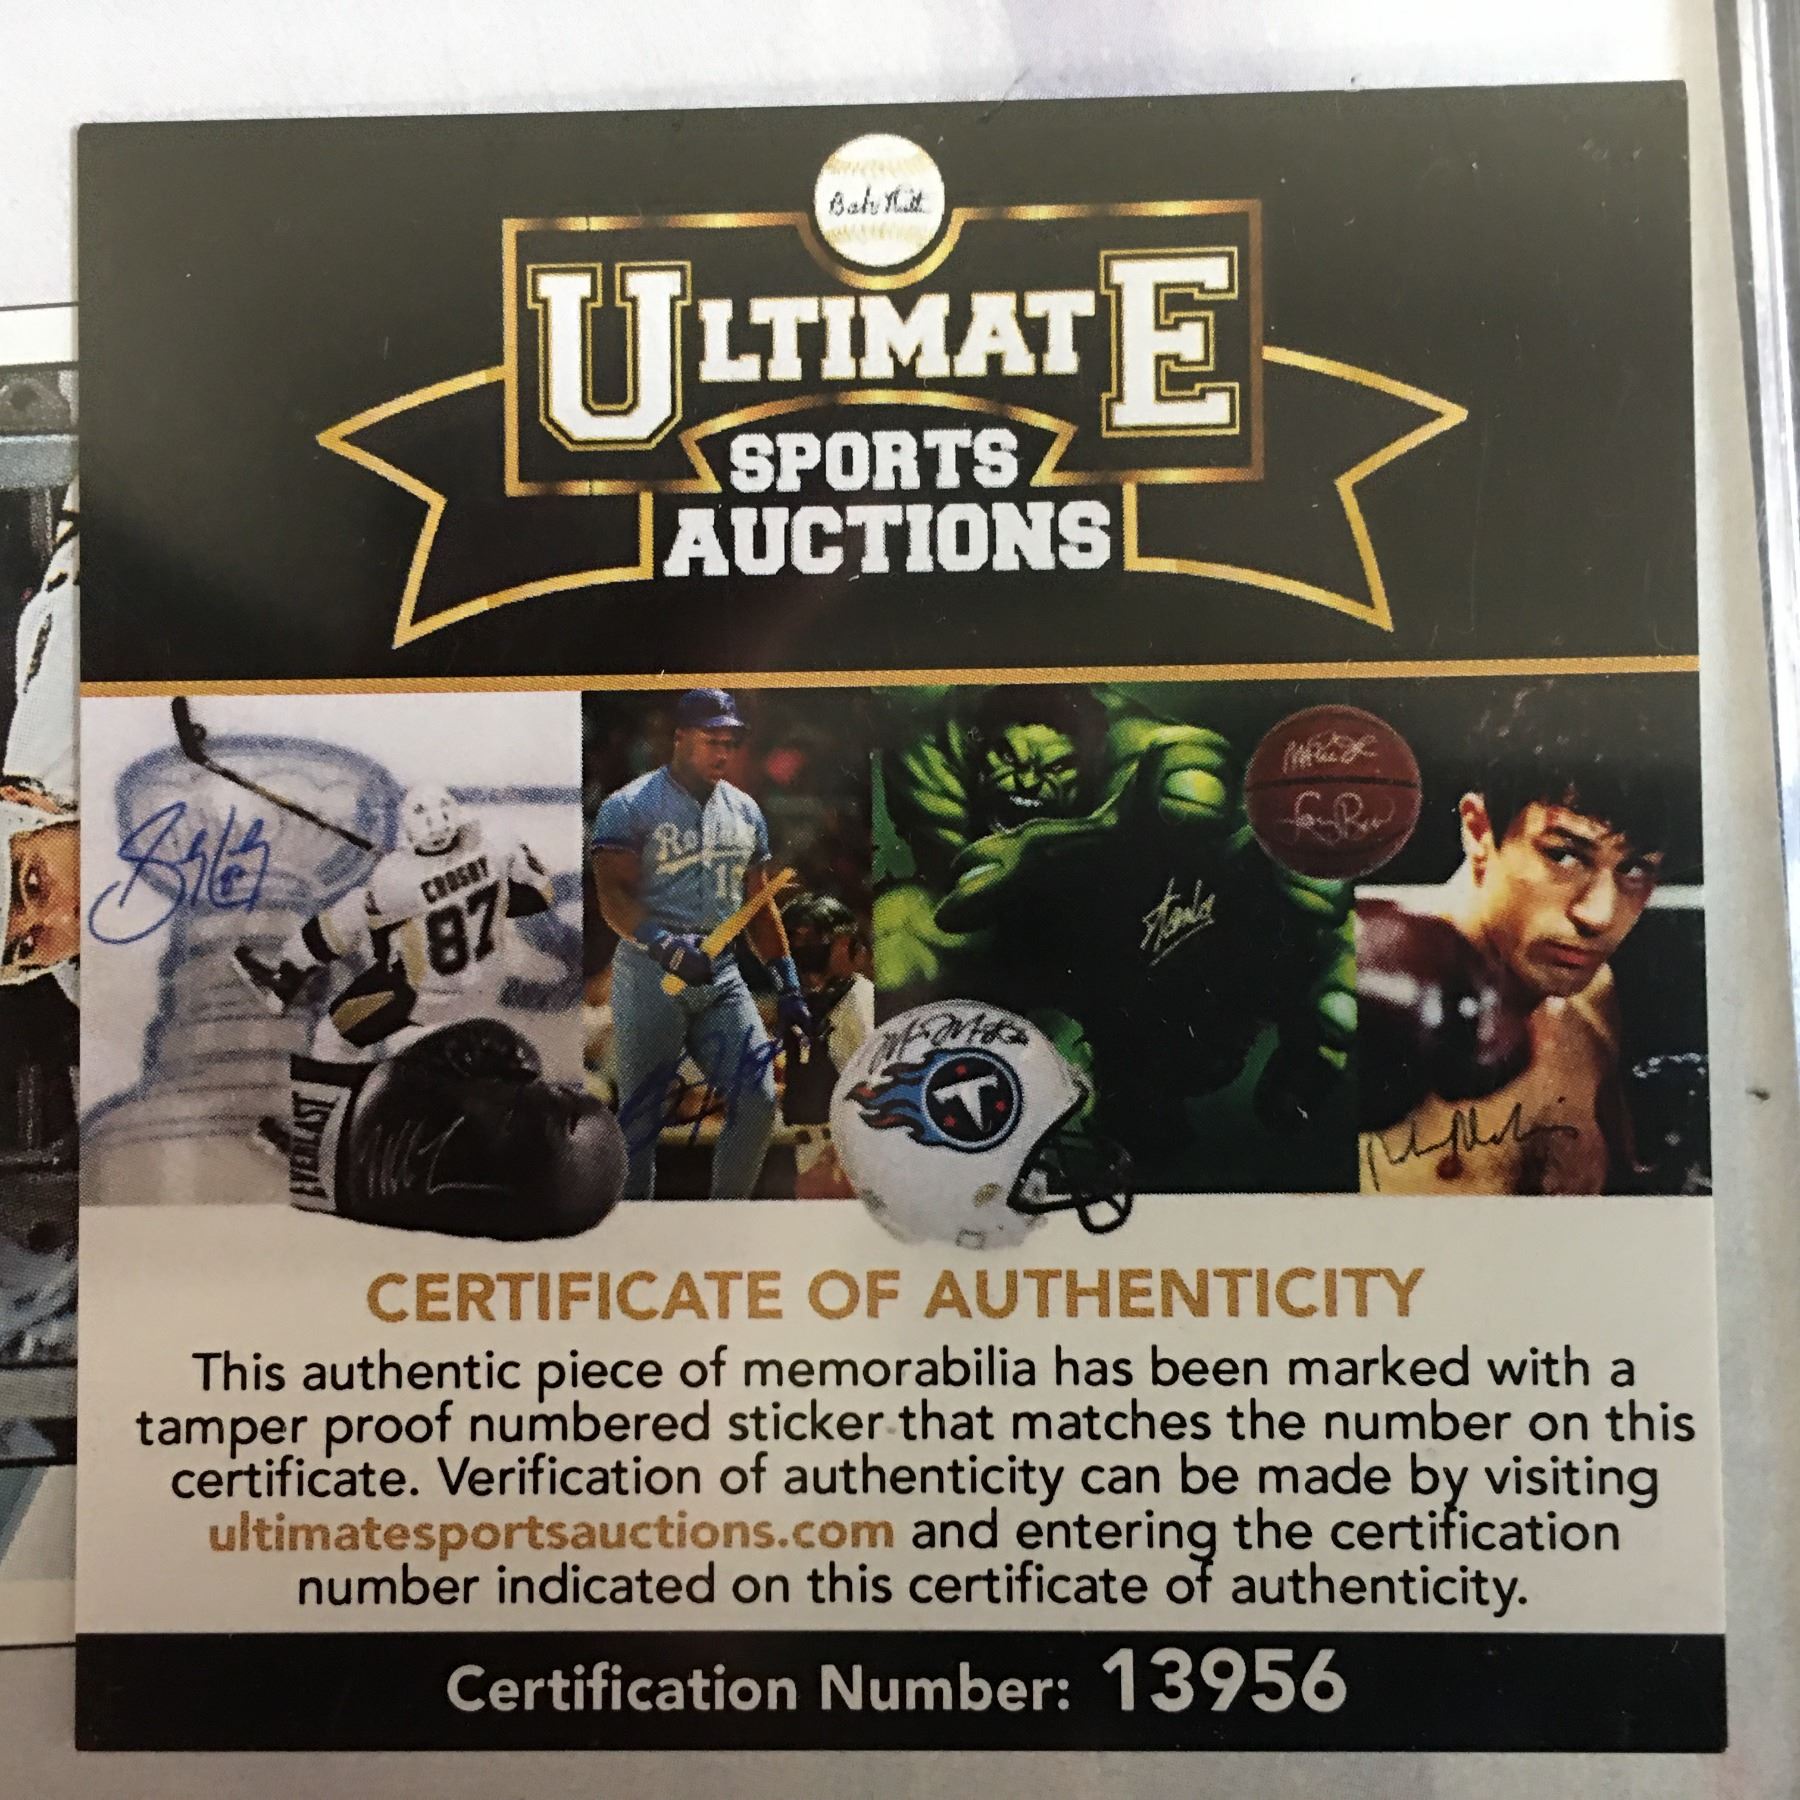 ULTIMATE
SPORTS
AUCTIONS
CROSBY
87
Royals
EVERLAST
T
CERTIFICATE OF AUTHENTICITY
This authentic piece of memorabilia has been marked with a
tamper proof numbered sticker that matches the number on this
certificate. Verification of authenticity can be made by visiting
ultimatesportsauctions.com and entering the certification
number indicated on this certificate of authenticity.
Certification Number: 13956